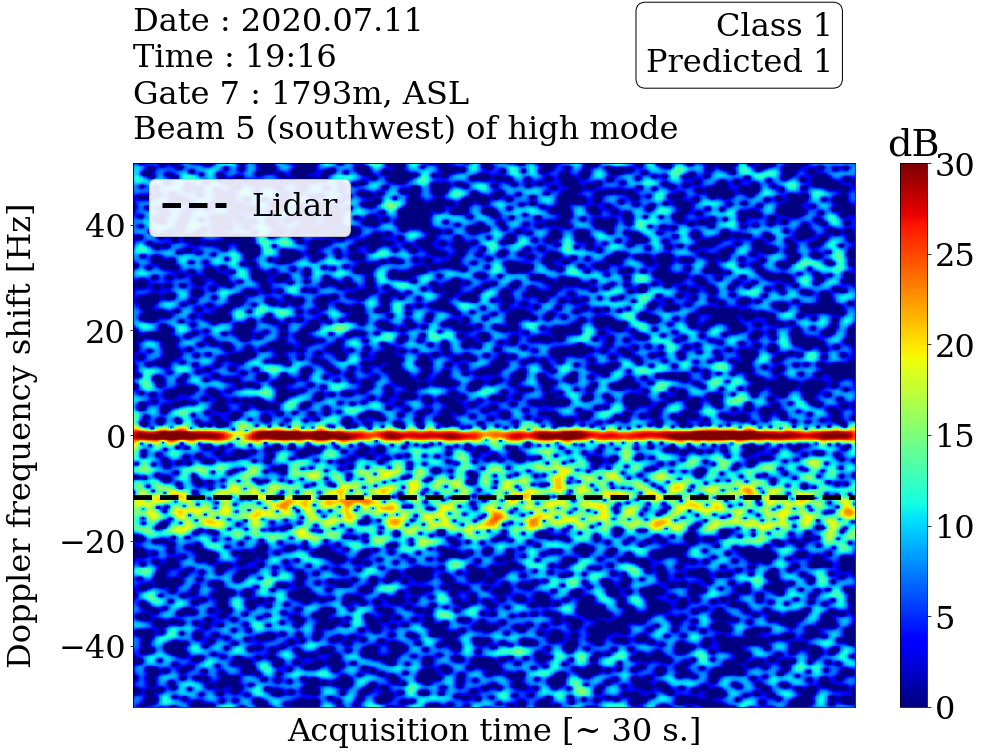 Date : 2020.07.11
Time : 19:16
Gate 7 : 1793m, ASL
Beam 5 (southwest) of high mode
Class 1
Predicted 1
dB
Lidar
Doppler frequency shift [Hz]
40
20
0
−20
−40
30
25
20
15
10
5
0
Acquisition time [~ 30 s.]